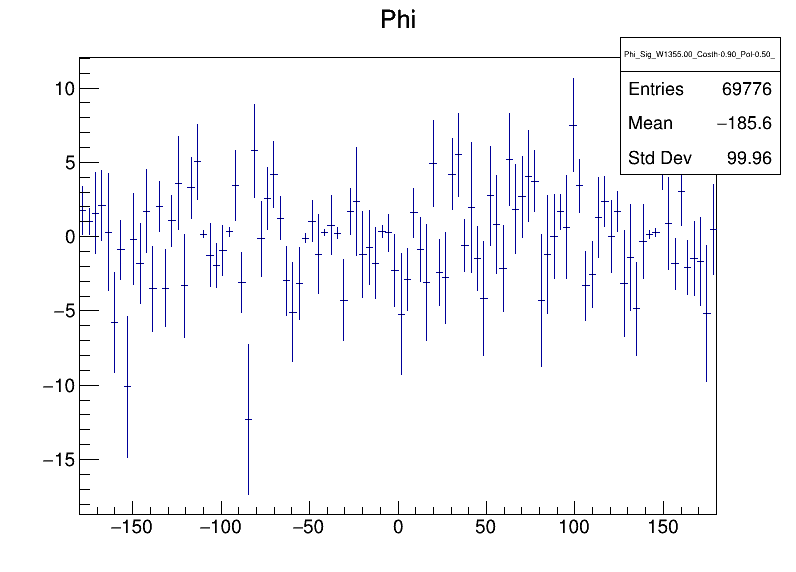 Phi
Phi_Sig_W1355.00_Costh-0.90_Pol-0.50_
Entries 69776
Mean −185.6
Std Dev 99.96
10
5
0
−5
−10
−15
−150 −100 −50 0 50 100 150